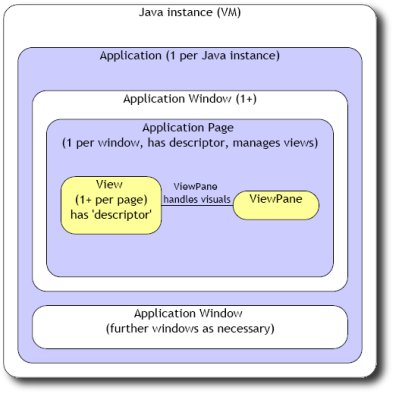 Java instance (VM)
Application (1 per Java instance)
Application Window (1+)
Application Page
(1 per window, has descriptor, manages views)
View
(1+ per page)
has 'descriptor'
ViewPane
handles visuals
ViewPane
Application Window
(further windows as necessary)